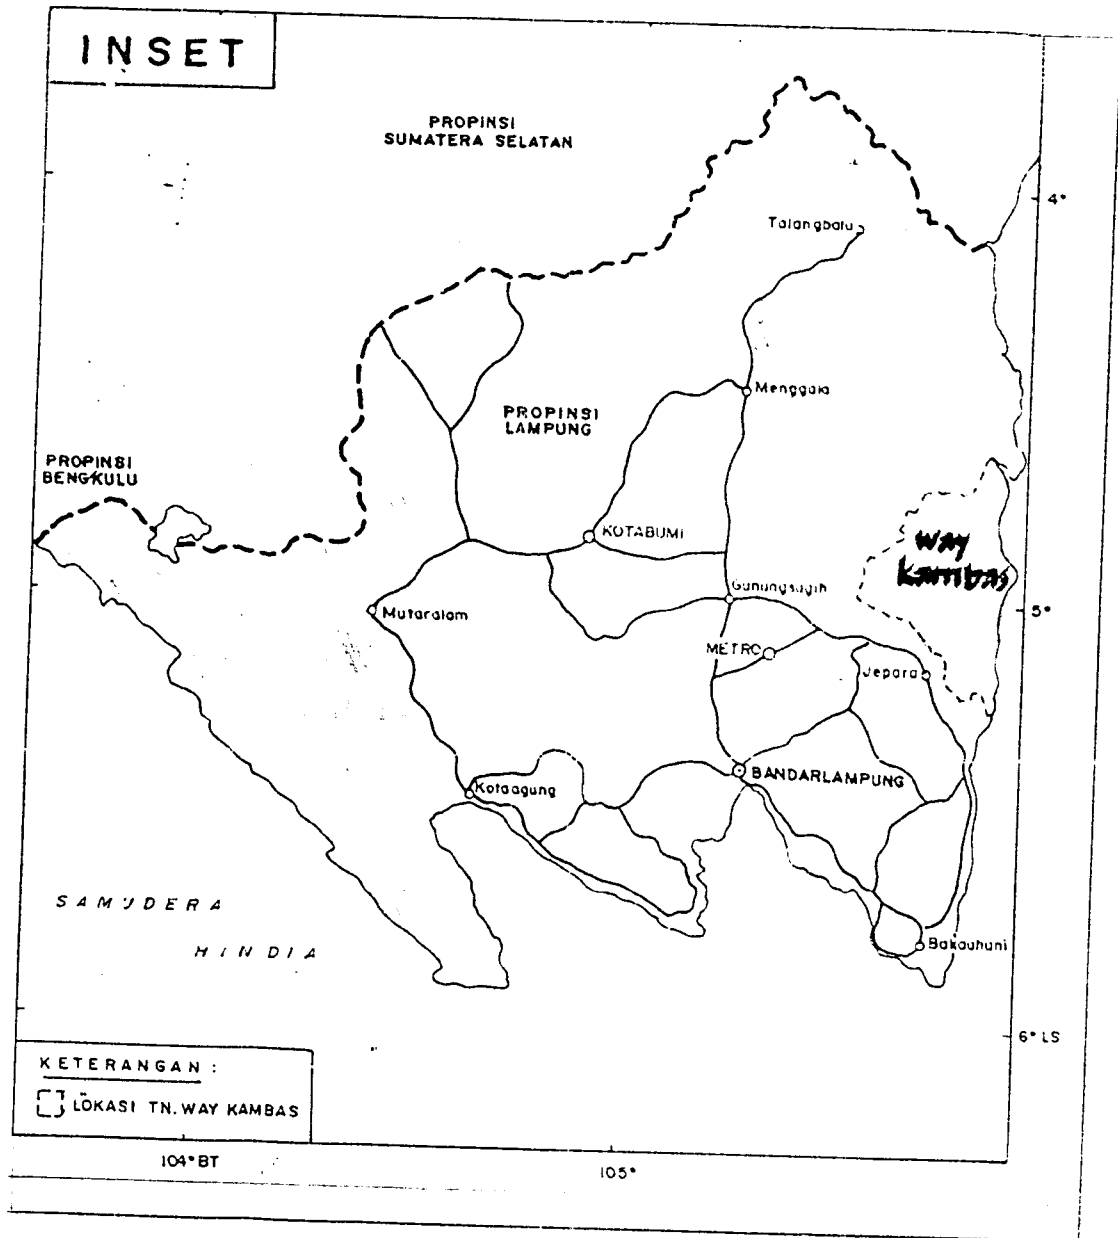 INSET
PROPINSI
SUMATERA SELATAN
4°
Talangbatu
Menggala
PROPINSI
LAMPUNG
PROPINSI
BENGKULU
KOTABUMI
WAY
KAMBAS
Gunungsugih
5°
Mutaralam
METRO
Jepara
BANDARLAMPUNG
Kotaagung
SAMUDERA
HINDIA
Bakauhuni
6° LS
KETERANGAN :
LOKASI TN. WAY KAMBAS
104° BT
105°